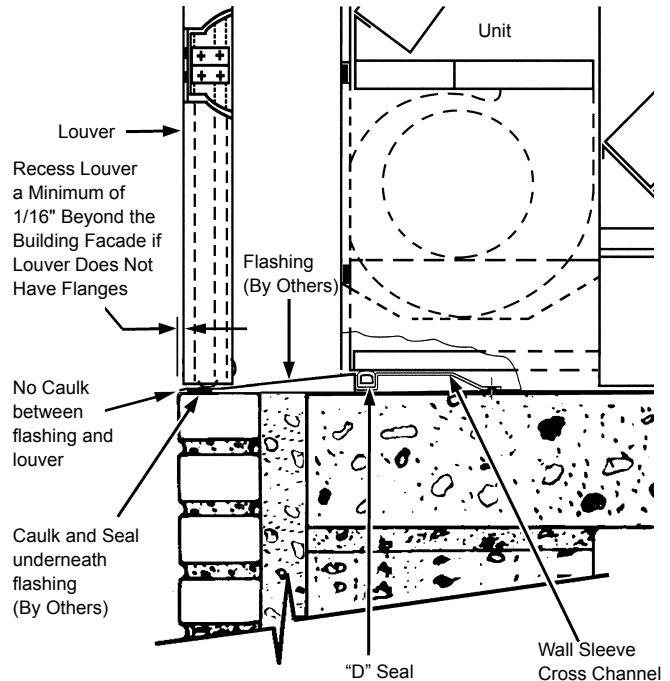 Unit
Louver
Recess Louver
a Minimum of
1/16" Beyond the
Building Facade if
Louver Does Not
Have Flanges
Flashing
(By Others)
No Caulk
between
flashing and
louver
Caulk and Seal
underneath
flashing
(By Others)
“D” Seal
Wall Sleeve
Cross Channel